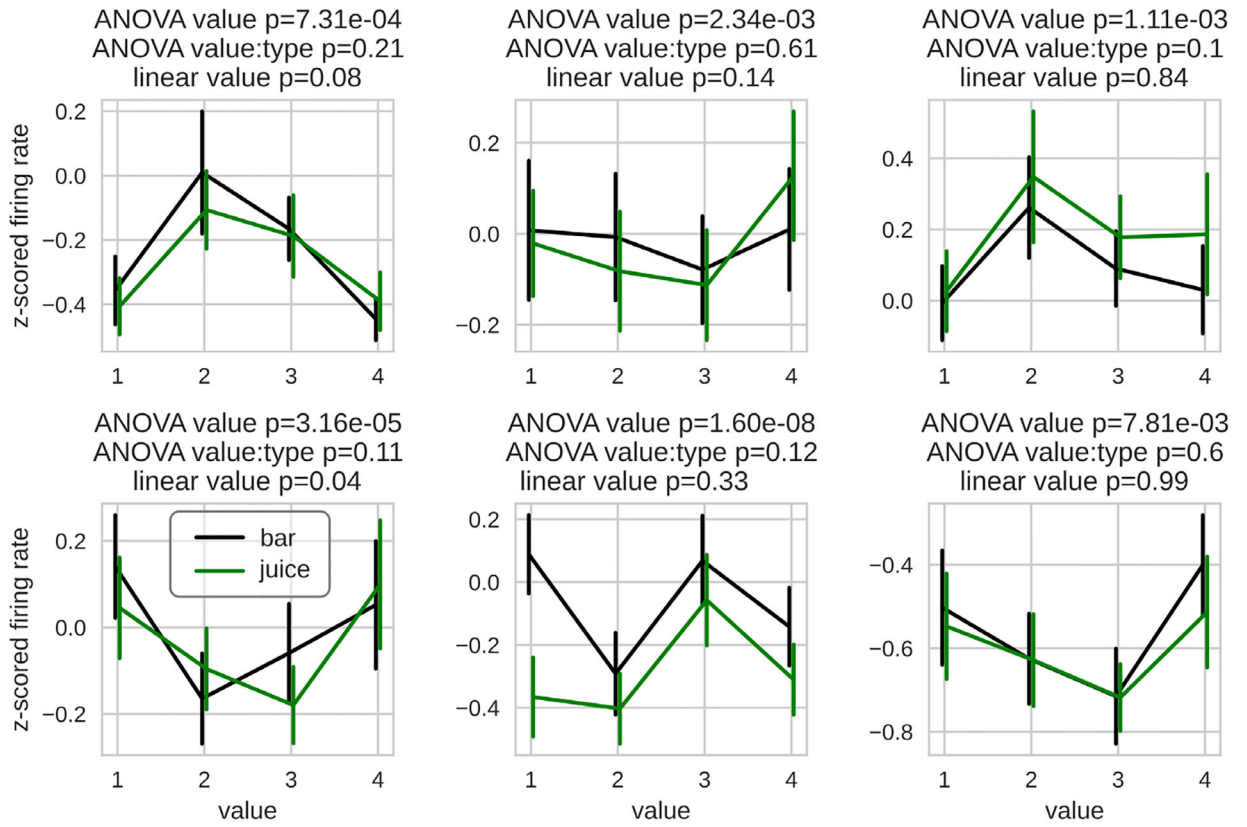 ANOVA value p=7.31e-04
ANOVA value:type p=0.21
linear value p=0.08
z-scored firing rate
0.2
0.0
−0.2
−0.4
1 2 3 4
ANOVA value p=2.34e-03
ANOVA value:type p=0.61
linear value p=0.14
0.2
0.0
−0.2
1 2 3 4
ANOVA value p=1.11e-03
ANOVA value:type p=0.1
linear value p=0.84
0.4
0.2
0.0
1 2 3 4
ANOVA value p=3.16e-05
ANOVA value:type p=0.11
linear value p=0.04
z-scored firing rate
bar
juice
0.2
0.0
−0.2
1 2 3 4
value
ANOVA value p=1.60e-08
ANOVA value:type p=0.12
linear value p=0.33
0.2
0.0
−0.2
−0.4
1 2 3 4
value
ANOVA value p=7.81e-03
ANOVA value:type p=0.6
linear value p=0.99
−0.4
−0.6
−0.8
1 2 3 4
value